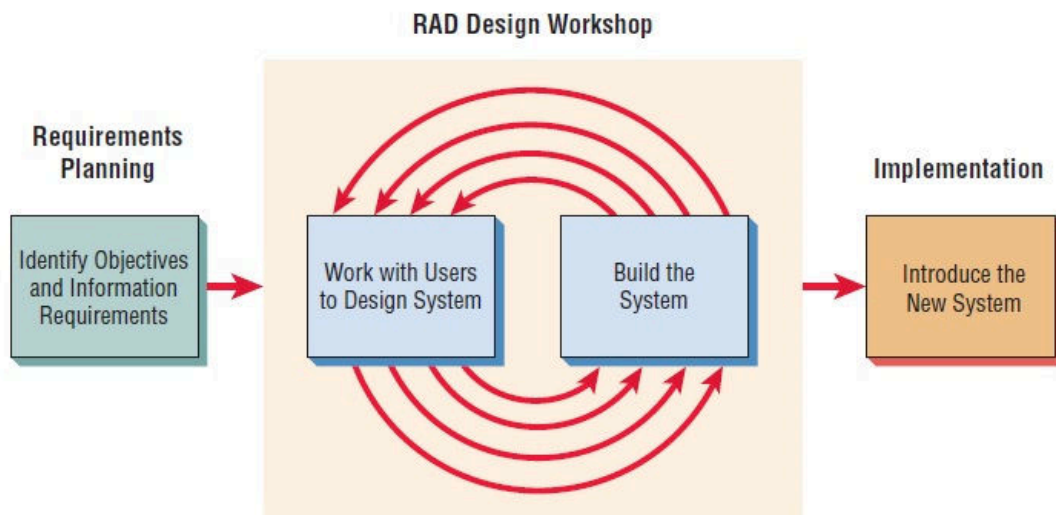 RAD Design Workshop
Requirements
Planning
Identify Objectives
and Information
Requirements
Work with Users
to Design System
Build the
System
Implementation
Introduce the
New System